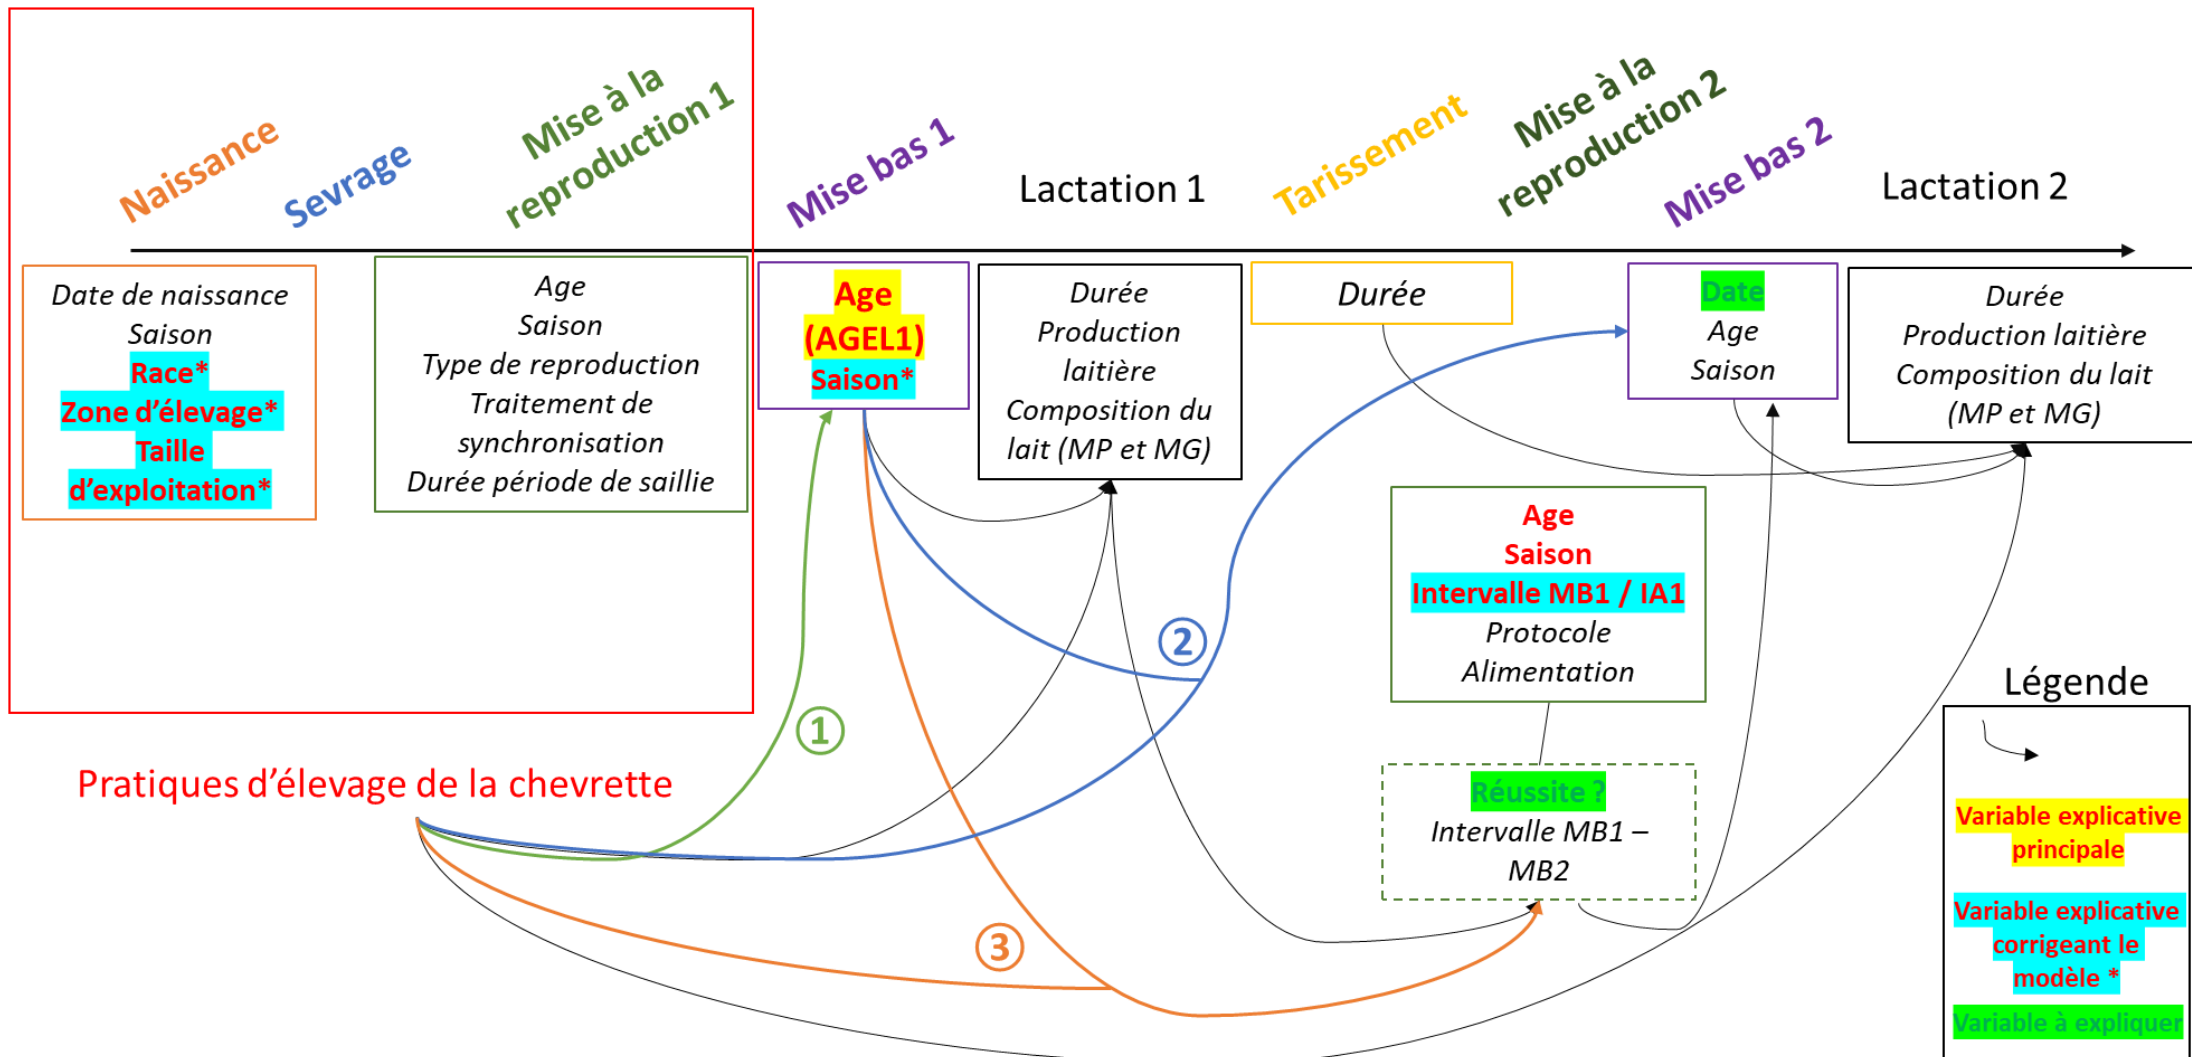 Naissance
Sevrage
Mise à la
reproduction 1
Mise bas 1
Lactation 1
Tarissement
Mise à la
reproduction 2
Mise bas 2
Lactation 2
Date de naissance
Saison
Race*
Zone d’élevage*
Taille
d’exploitation*
Age
Saison
Type de reproduction
Traitement de
synchronisation
Durée période de saillie
Age
(AGEL1)
Saison*
Durée
Production
laitière
Composition du
lait (MP et MG)
Durée
Date
Age
Saison
Durée
Production laitière
Composition du lait
(MP et MG)
Age
Saison
Intervalle MB1 / IA1
Protocole
Alimentation
Réussite ?
Intervalle MB1 –
MB2
1
2
3
Pratiques d’élevage de la chevrette
Légende
Variable explicative
principale
Variable explicative
corrigeant le
modèle *
Variable à expliquer